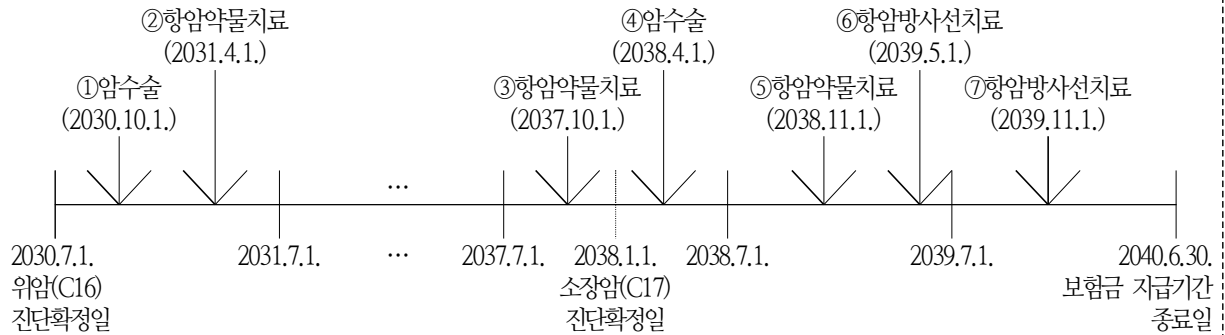 ②항암약물치료
(2031.4.1.)
④암수술
(2038.4.1.)
⑥항암방사선치료
(2039.5.1.)
①암수술
(2030.10.1.)
③항암약물치료
(2037.10.1.)
⑤항암약물치료
(2038.11.1.)
⑦항암방사선치료
(2039.11.1.)
…
2030.7.1.
위암(C16)
진단확정일
2031.7.1.
…
2037.7.1.
2038.1.1.
소장암(C17)
진단확정일
2038.7.1.
2039.7.1.
2040.6.30.
보험금 지급기간
종료일